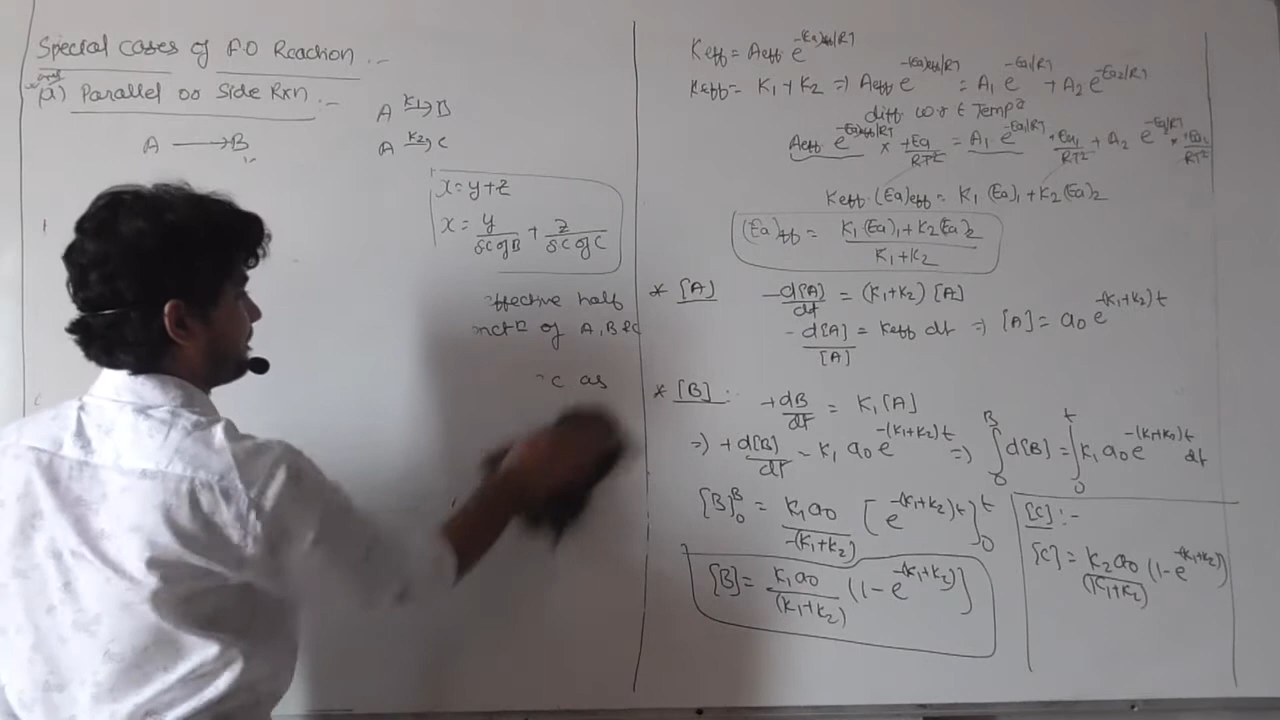 Special cases of F.O Reaction :-
(a) Parallel or Side Rxn :-
A ⟶ B
A —K1→ B
A —K2→ C
x = y+z
x = y/(SC of B) + z/(SC of C)
effective half
of A, B & C
C as
Keff = Aeff e^-(Ea)eff/RT
Keff = K1 + K2 ⇒ Aeff e^-(Ea)eff/RT = A1 e^-Ea1/RT + A2 e^-Ea2/RT
diff w.r.t Temp
Aeff e^-(Ea)eff/RT × +Ea/RT² = A1 e^-Ea1/RT × +Ea1/RT² + A2 e^-Ea2/RT × +Ea2/RT²
Keff · (Ea)eff = K1 (Ea)1 + K2 (Ea)2
(Ea)eff = (K1 (Ea)1 + K2 (Ea)2)/(K1+K2)
* [A] -d[A]/dt = (K1+K2) [A]
-d[A]/[A] = Keff dt ⇒ [A] = a0 e^-(K1+K2)t
* [B] :- +dB/dt = K1 [A]
⇒ +d[B]/dt = K1 a0 e^-(K1+K2)t ⇒ ∫0^B d[B] = ∫0^t K1 a0 e^-(K1+K2)t dt
[B]0^B = K1a0/-(K1+K2) [e^-(K1+K2)t]0^t
[B] = K1a0/(K1+K2) (1-e^-(K1+K2)]
[C] :-
[C] = K2a0/(K1+K2) (1-e^-(K1+K2))